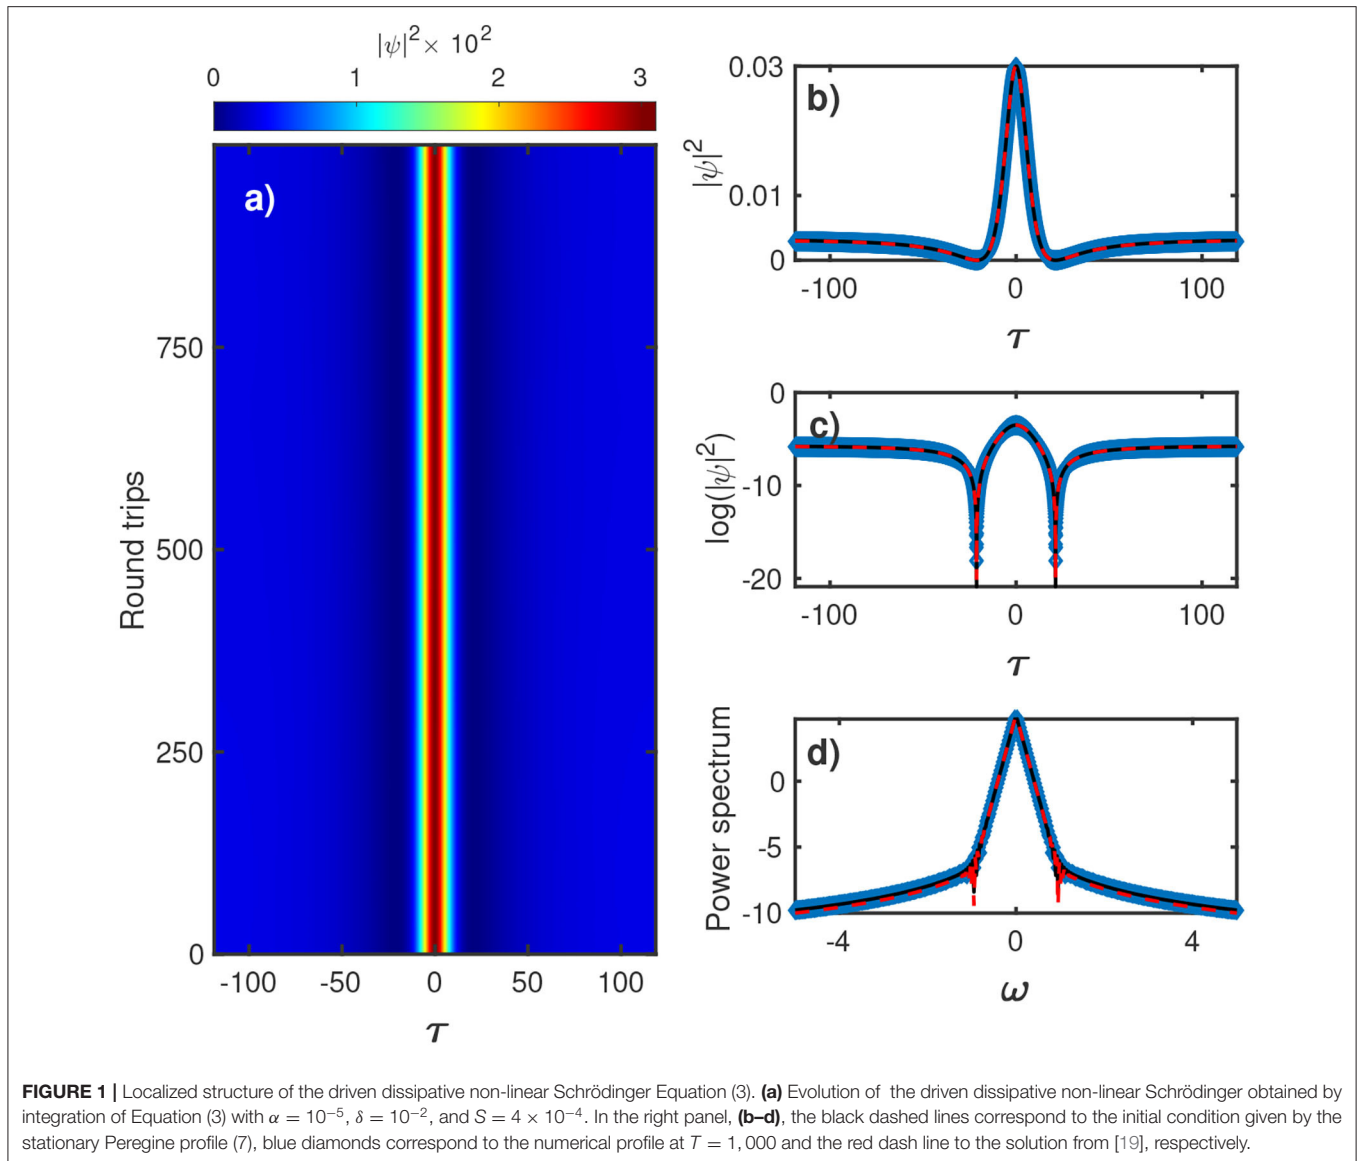 |ψ|² × 10²
0 1 2 3
a)
Round trips
750
500
250
0
-100 -50 0 50 100
τ
b)
|ψ|²
0.03
0.01
0
-100 0 100
τ
c)
log(|ψ|²)
0
-10
-20
-100 0 100
τ
d)
Power spectrum
0
-5
-10
-4 0 4
ω
FIGURE 1 | Localized structure of the driven dissipative non-linear Schrödinger Equation (3). (a) Evolution of the driven dissipative non-linear Schrödinger obtained by
integration of Equation (3) with α = 10⁻⁵, δ = 10⁻², and S = 4 × 10⁻⁴. In the right panel, (b–d), the black dashed lines correspond to the initial condition given by the
stationary Peregine profile (7), blue diamonds correspond to the numerical profile at T = 1, 000 and the red dash line to the solution from [19], respectively.